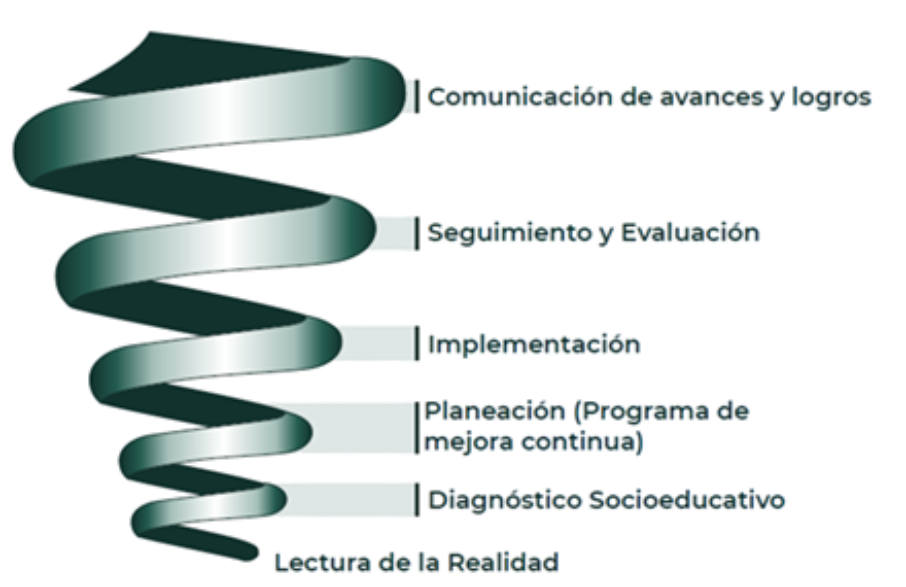 Comunicación de avances y logros
Seguimiento y Evaluación
Implementación
Planeación (Programa de
mejora continua)
Diagnóstico Socioeducativo
Lectura de la Realidad